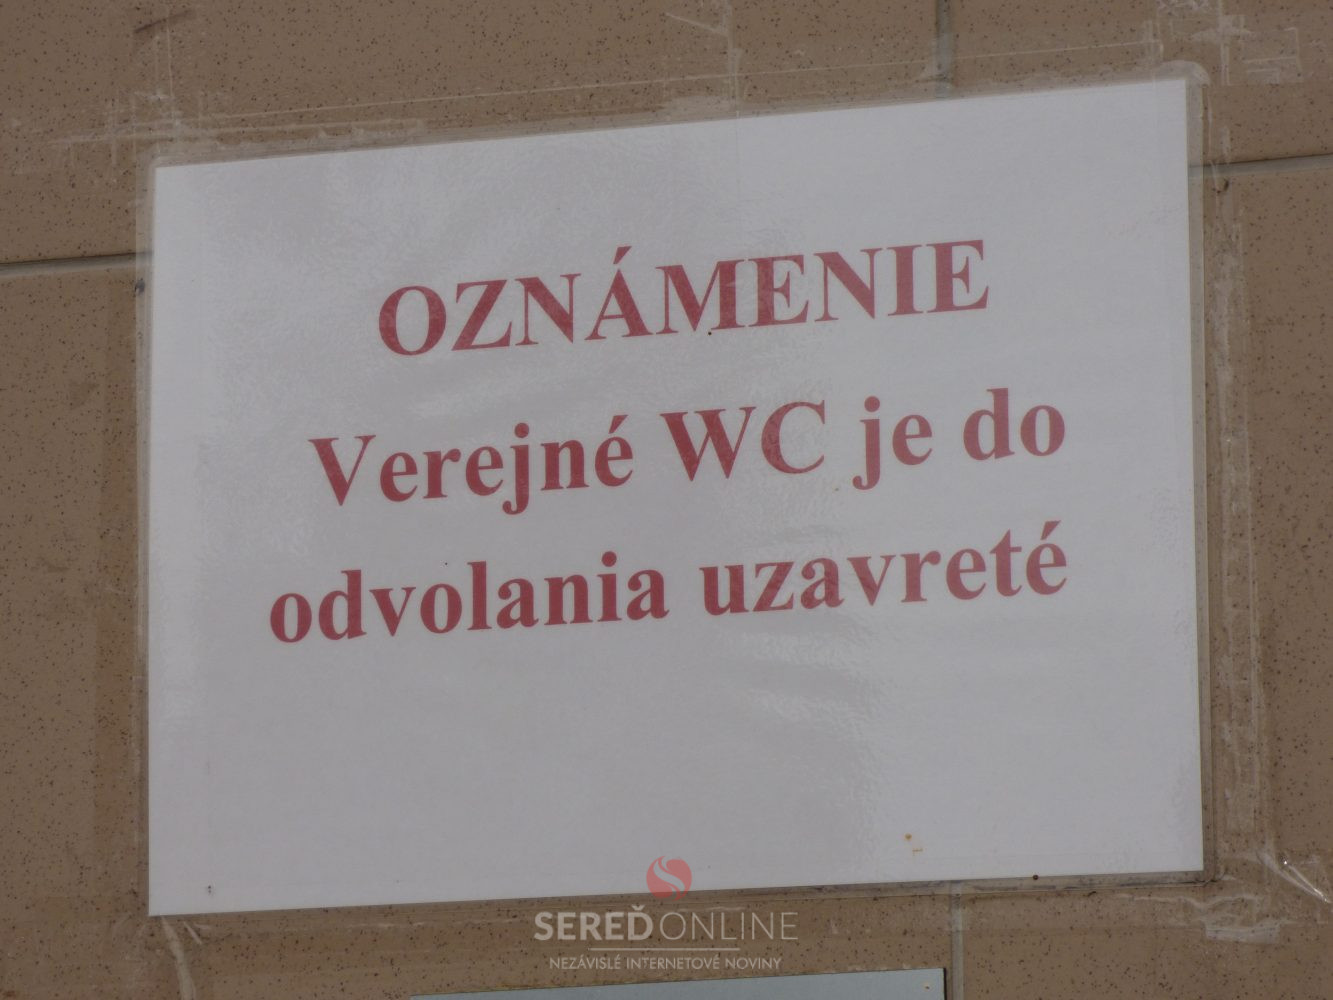 OZNÁMENIE
Verejné WC je do
odvolania uzavreté
SEREĎONLINE
NEZÁVISLÉ INTERNETOVÉ NOVINY